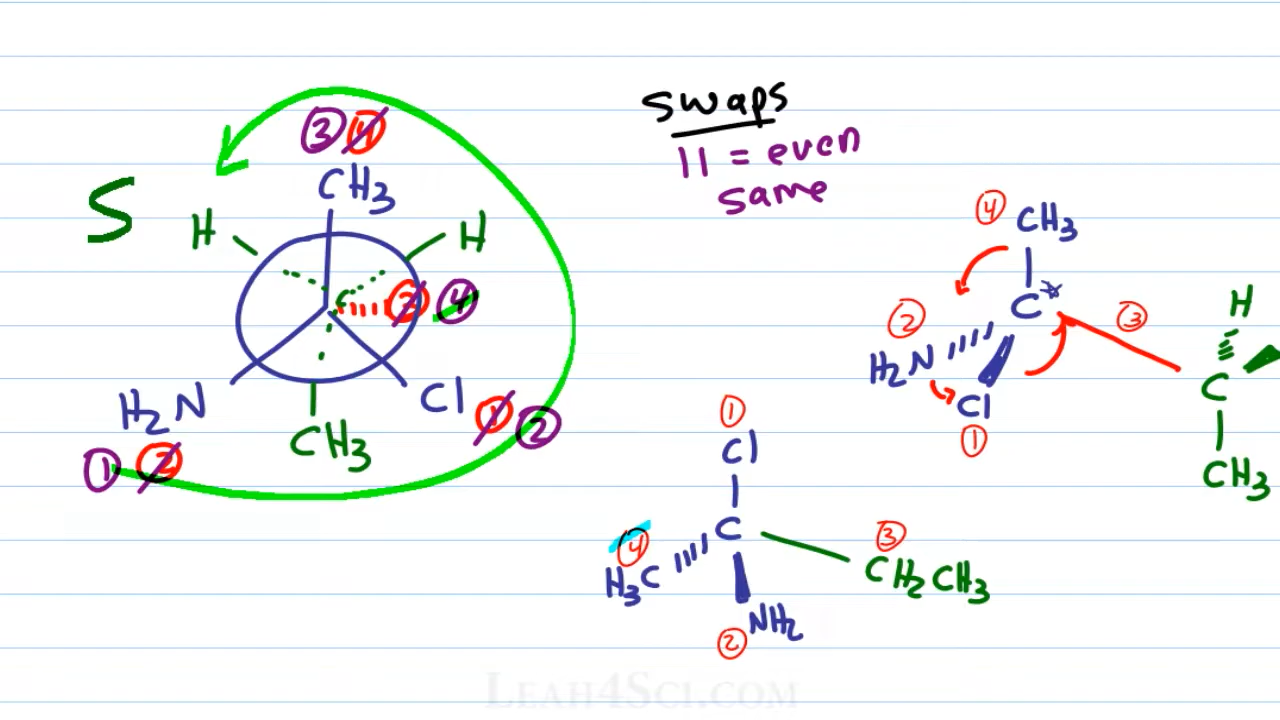 swaps
11 = even
same
③ ④
CH3
S
H
H
③ ④
H2N
Cl
① ②
CH3
① ②
④
CH3
C*
②
③
H2N
Cl
①
H
C
CH3
①
Cl
C
④
H3C
③
CH2CH3
NH2
②
LEAH4SCI.COM